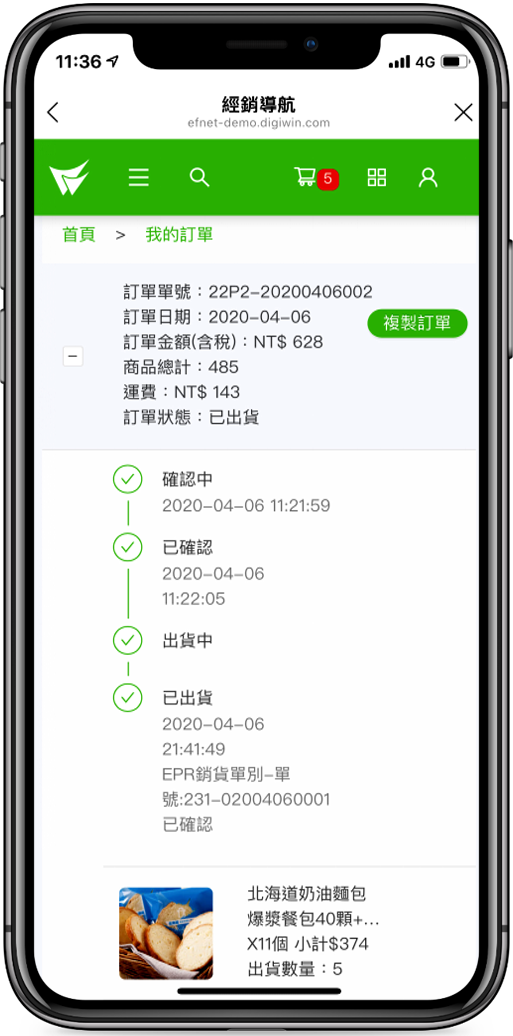 11:36
4G
經銷導航
efnet-demo.digiwin.com
5
首頁 > 我的訂單
訂單單號：22P2-20200406002
訂單日期：2020-04-06
複製訂單
訂單金額(含稅)：NT$ 628
商品總計：485
運費：NT$ 143
訂單狀態：已出貨
確認中
2020-04-06 11:21:59
已確認
2020-04-06
11:22:05
出貨中
已出貨
2020-04-06
21:41:49
EPR銷貨單別-單
號:231-02004060001
已確認
北海道奶油麵包
爆漿餐包40顆+...
X11個 小計$374
出貨數量：5